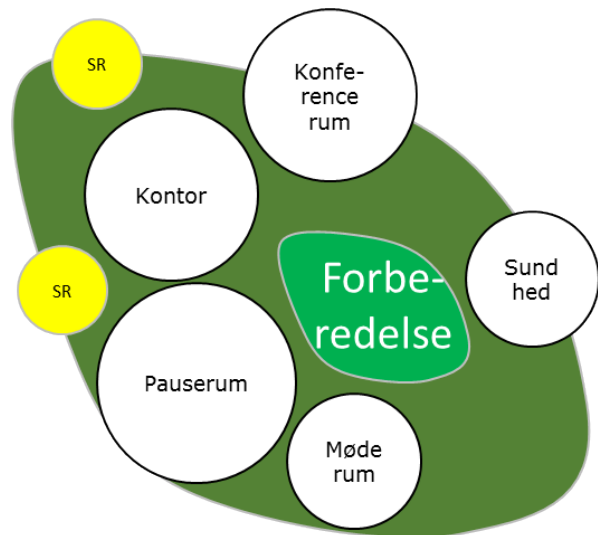 SR
Konfe-
rence
rum
Kontor
Sund
hed
SR
Forbe-
redelse
Pauserum
Møde
rum